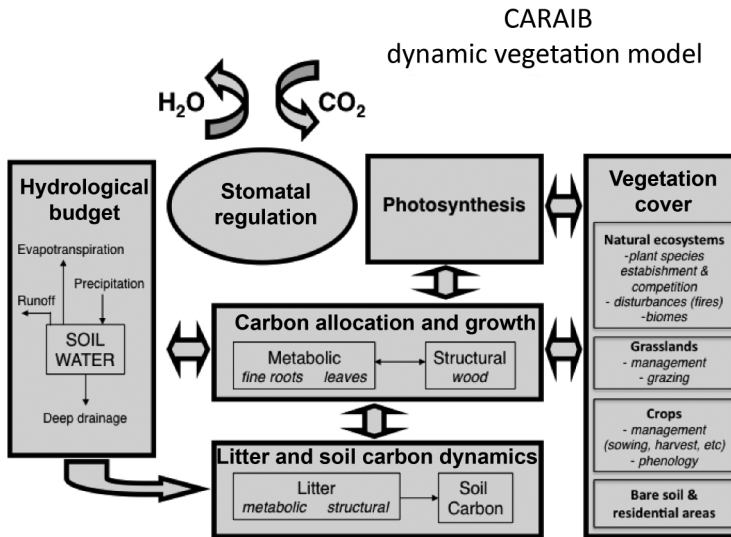 CARAIB
dynamic vegetation model
H2O
CO2
Hydrological
budget
Evapotranspiration
Precipitation
Runoff
SOIL
WATER
Deep drainage
Stomatal
regulation
Photosynthesis
Carbon allocation and growth
Metabolic
fine roots leaves
Structural
wood
Litter and soil carbon dynamics
Litter
metabolic structural
Soil
Carbon
Vegetation
cover
Natural ecosystems
-plant species
estabishment &
competition
- disturbances (fires)
-biomes
Grasslands
- management
- grazing
Crops
- management
(sowing, harvest, etc)
- phenology
Bare soil &
residential areas